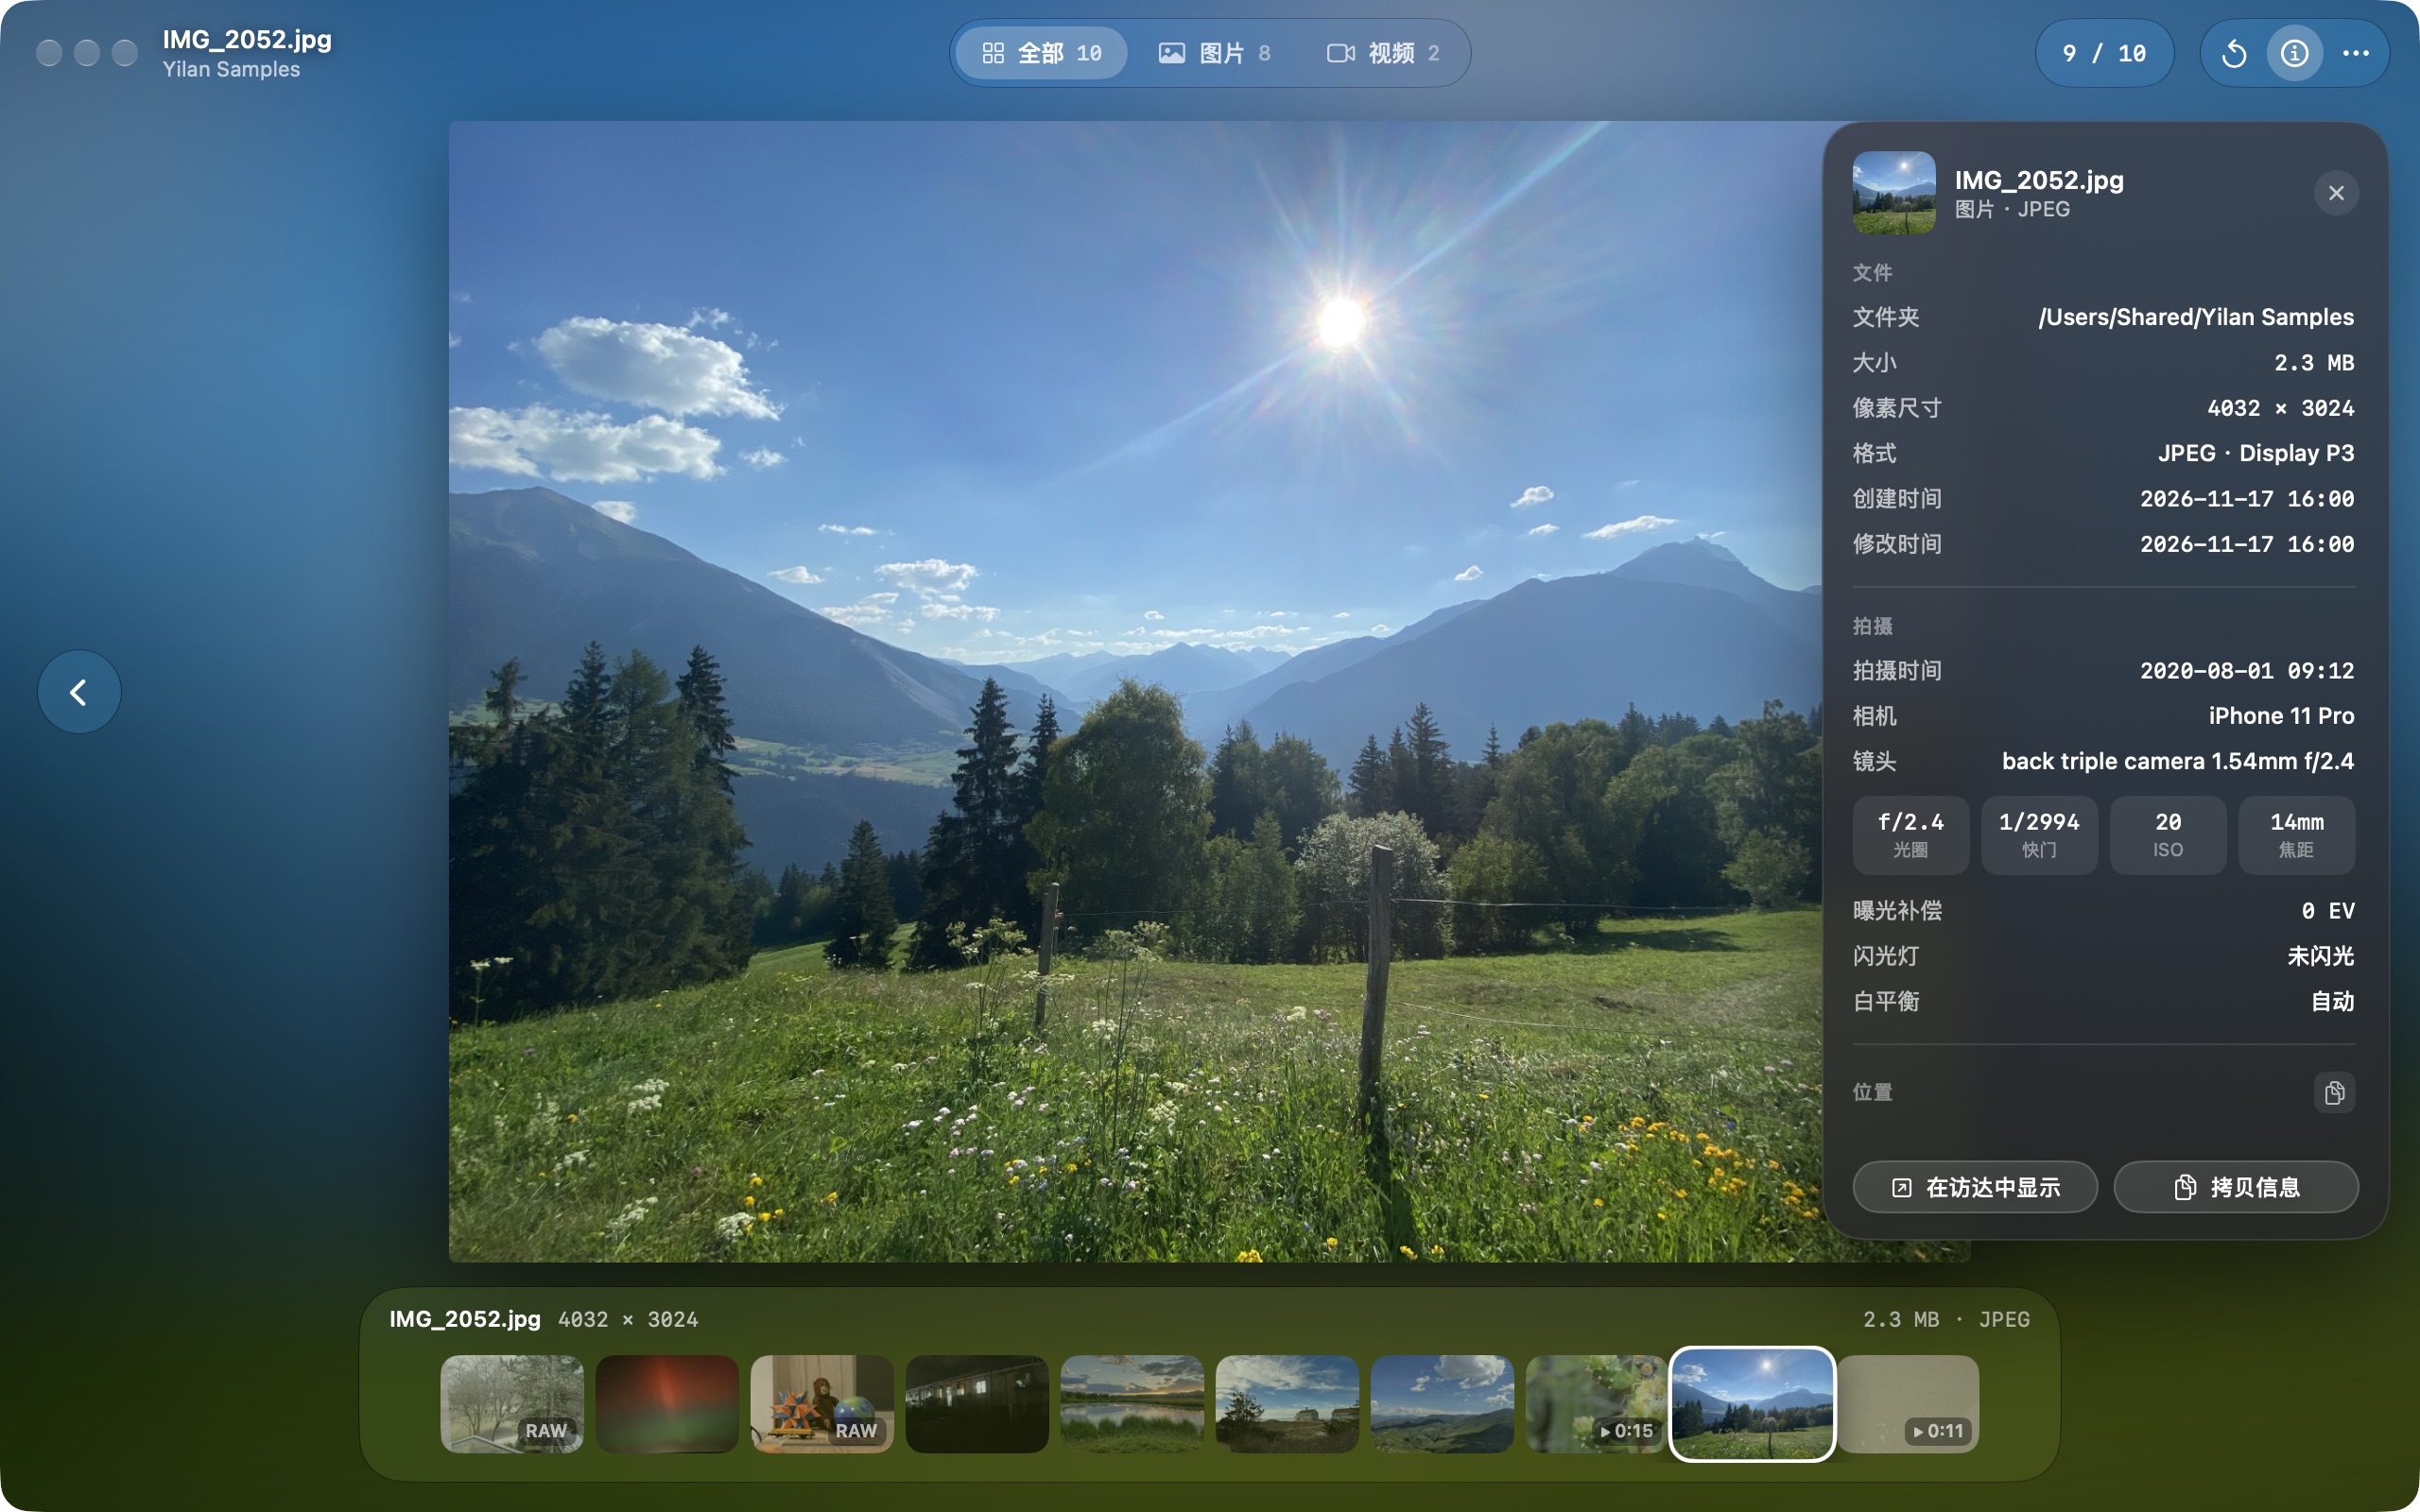 IMG_2052.jpg
Yilan Samples
全部 10
图片 8
视频 2
9 / 10
IMG_2052.jpg
图片 · JPEG
文件
文件夹 /Users/Shared/Yilan Samples
大小 2.3 MB
像素尺寸 4032 × 3024
格式 JPEG · Display P3
创建时间 2026-11-17 16:00
修改时间 2026-11-17 16:00
拍摄
拍摄时间 2020-08-01 09:12
相机 iPhone 11 Pro
镜头 back triple camera 1.54mm f/2.4
f/2.4 1/2994 20 14mm
光圈 快门 ISO 焦距
曝光补偿 0 EV
闪光灯 未闪光
白平衡 自动
位置
在访达中显示 拷贝信息
IMG_2052.jpg 4032 × 3024 2.3 MB · JPEG
RAW RAW 0:15 0:11